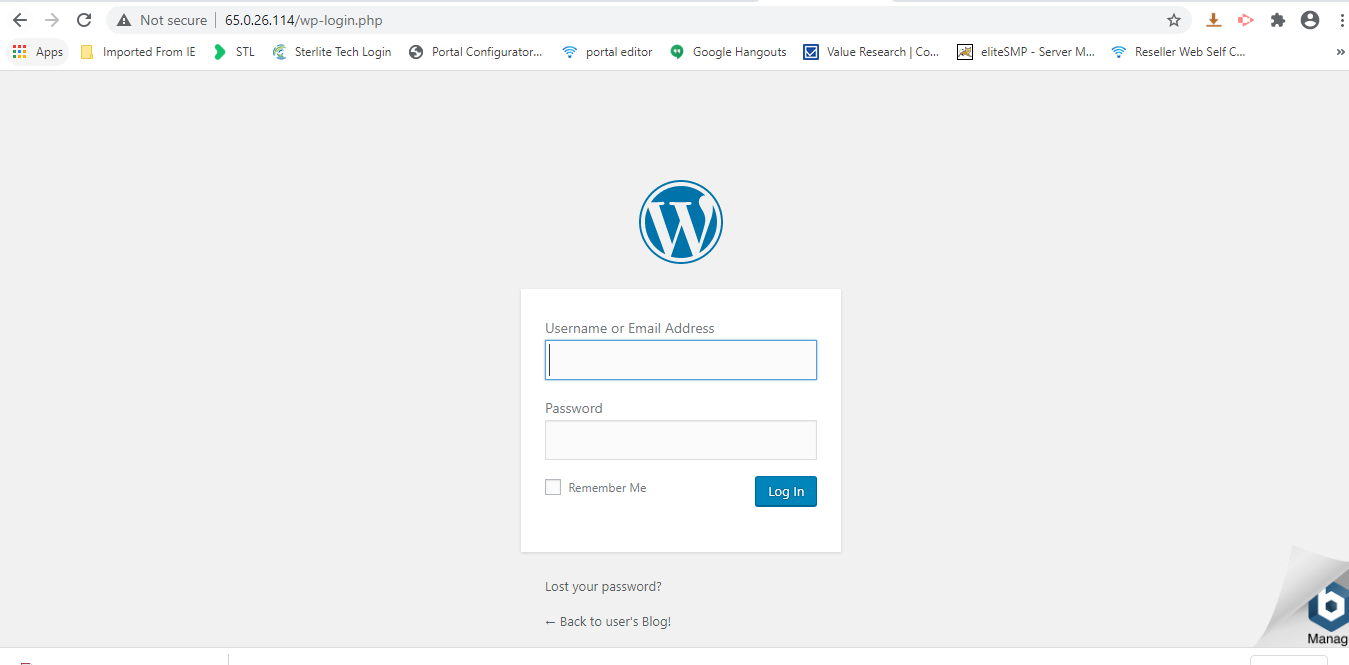 Not secure 65.0.26.114/wp-login.php
Apps Imported From IE STL Sterlite Tech Login Portal Configurator... portal editor Google Hangouts Value Research | Co... eliteSMP - Server M... Reseller Web Self C... »
W
Username or Email Address
Password
Remember Me Log In
Lost your password?
← Back to user's Blog!
b
Manag